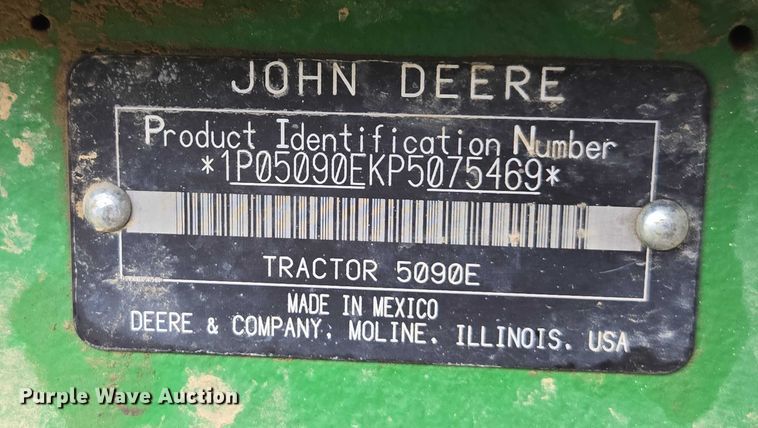 JOHN DEERE
Product Identification Number
*1P05090EKP5075469*
TRACTOR 5090E
MADE IN MEXICO
DEERE & COMPANY, MOLINE, ILLINOIS, USA
Purple Wave Auction